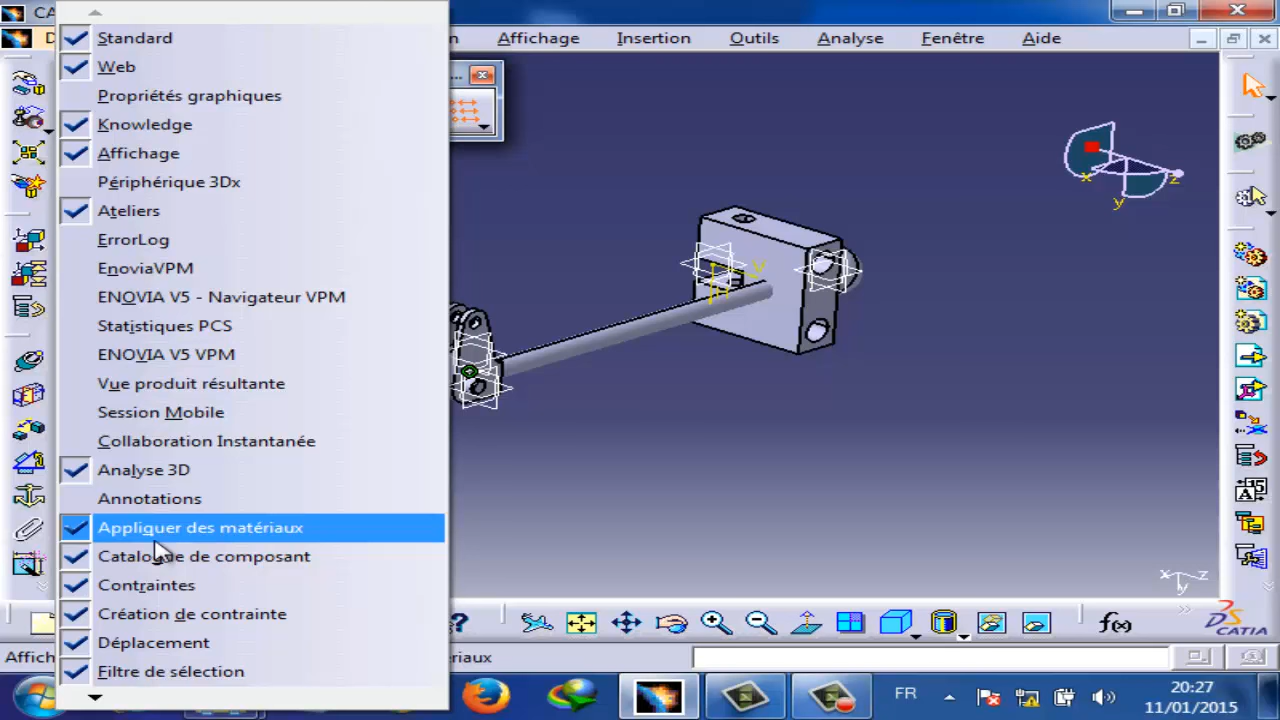 CA
D
n
Affichage
Insertion
Outils
Analyse
Fenêtre
Aide
...
Standard
Web
Propriétés graphiques
Knowledge
Affichage
Périphérique 3Dx
Ateliers
ErrorLog
EnoviaVPM
ENOVIA V5 - Navigateur VPM
Statistiques PCS
ENOVIA V5 VPM
Vue produit résultante
Session Mobile
Collaboration Instantanée
Analyse 3D
Annotations
Appliquer des matériaux
Catalogue de composant
Contraintes
Création de contrainte
Déplacement
Filtre de sélection
x
y
z
y
x
z
y
A 15
f(x)
CATIA
Affich
riaux
FR
20:27
11/01/2015